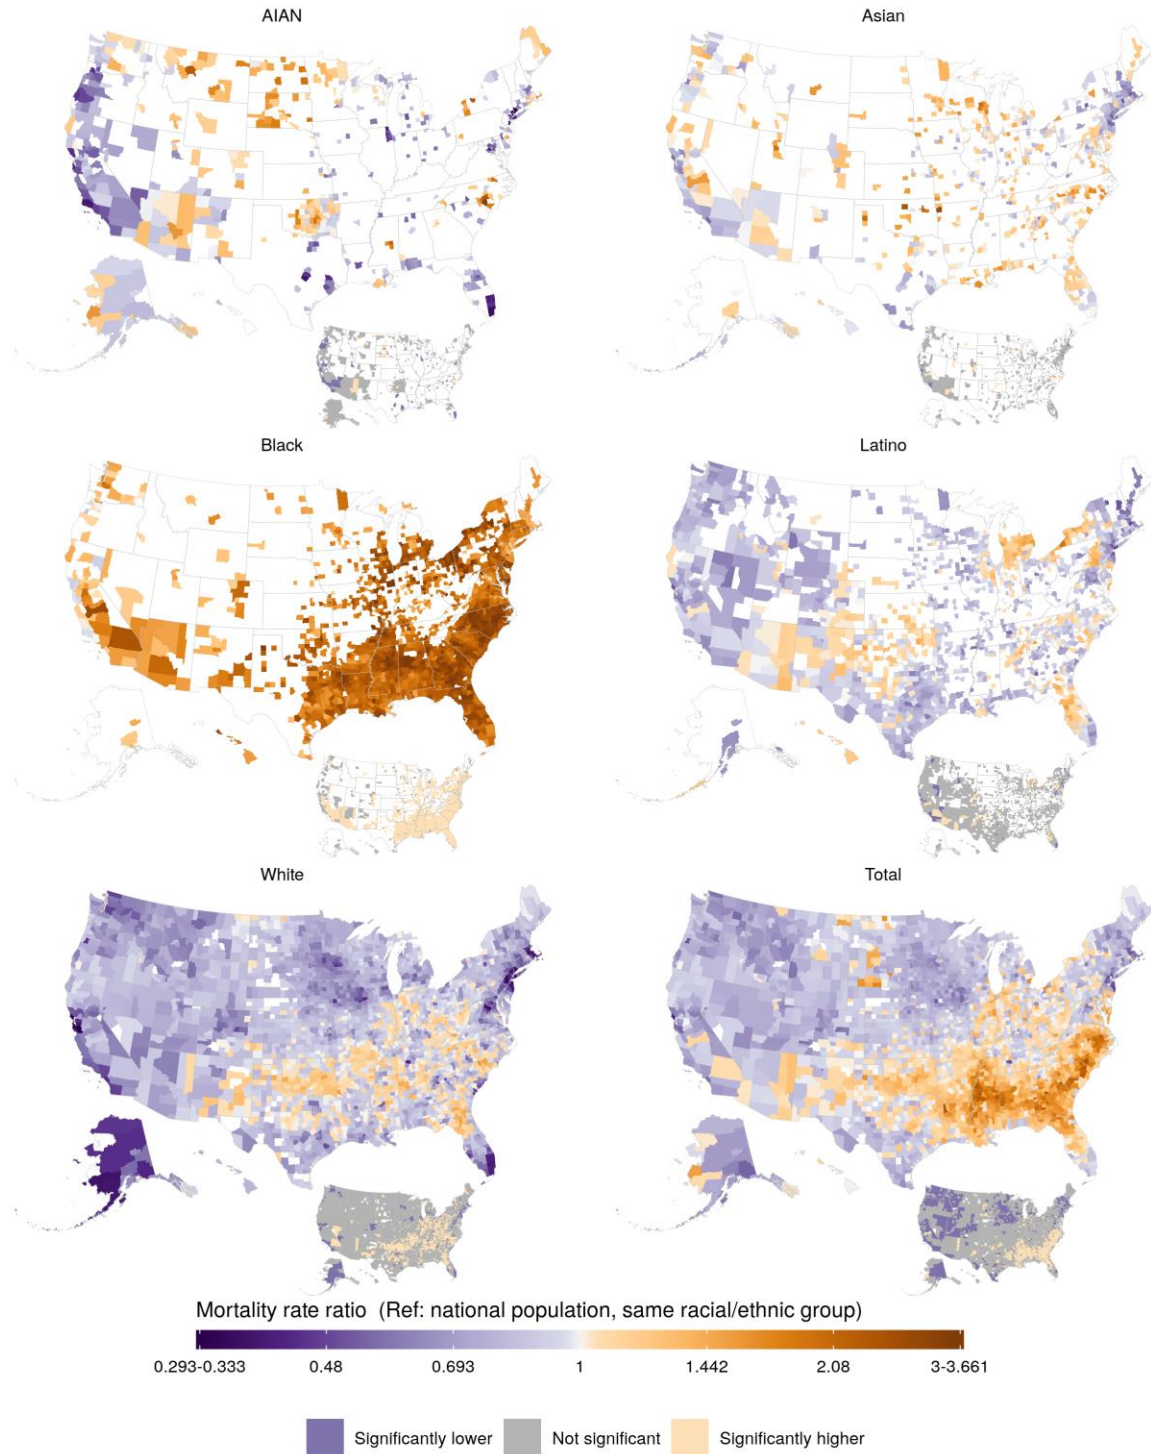 AIAN
Asian
Black
Latino
White
Total
Mortality rate ratio  (Ref: national population, same racial/ethnic group)
0.293-0.333 0.48 0.693 1 1.442 2.08 3-3.661
Significantly lower Not significant Significantly higher